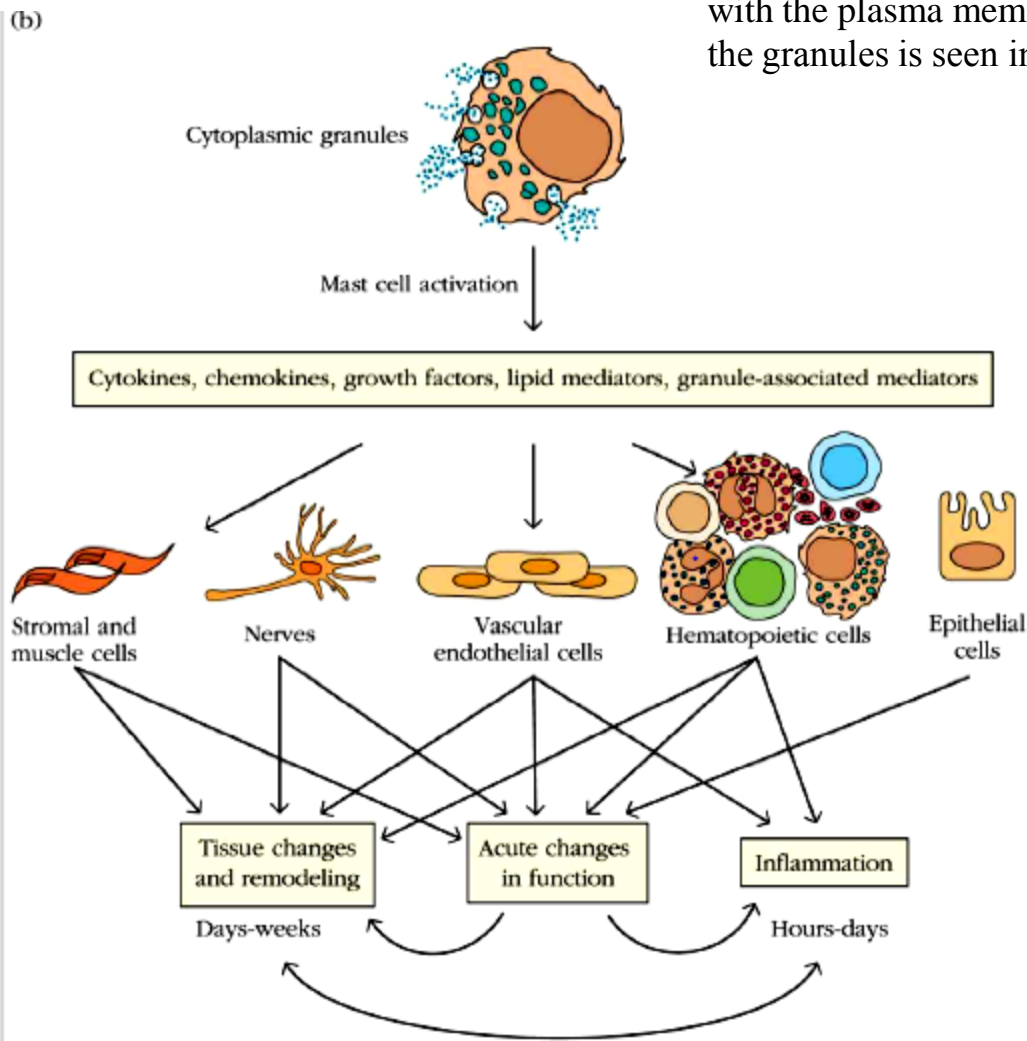 (b)
with the plasma mem
the granules is seen in
Cytoplasmic granules
Mast cell activation
Cytokines, chemokines, growth factors, lipid mediators, granule-associated mediators
Stromal and
muscle cells
Nerves
Vascular
endothelial cells
Hematopoietic cells
Epithelial
cells
Tissue changes
and remodeling
Acute changes
in function
Inflammation
Days-weeks
Hours-days